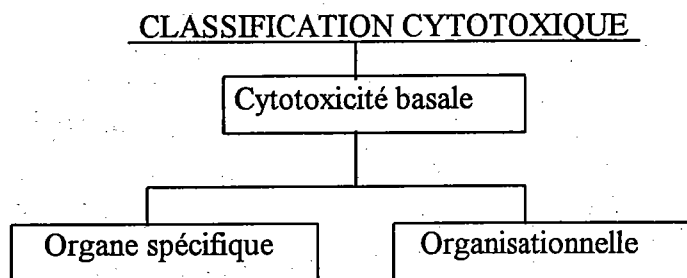 CLASSIFICATION CYTOTOXIQUE
Cytotoxicité basale
Organe spécifique
Organisationnelle